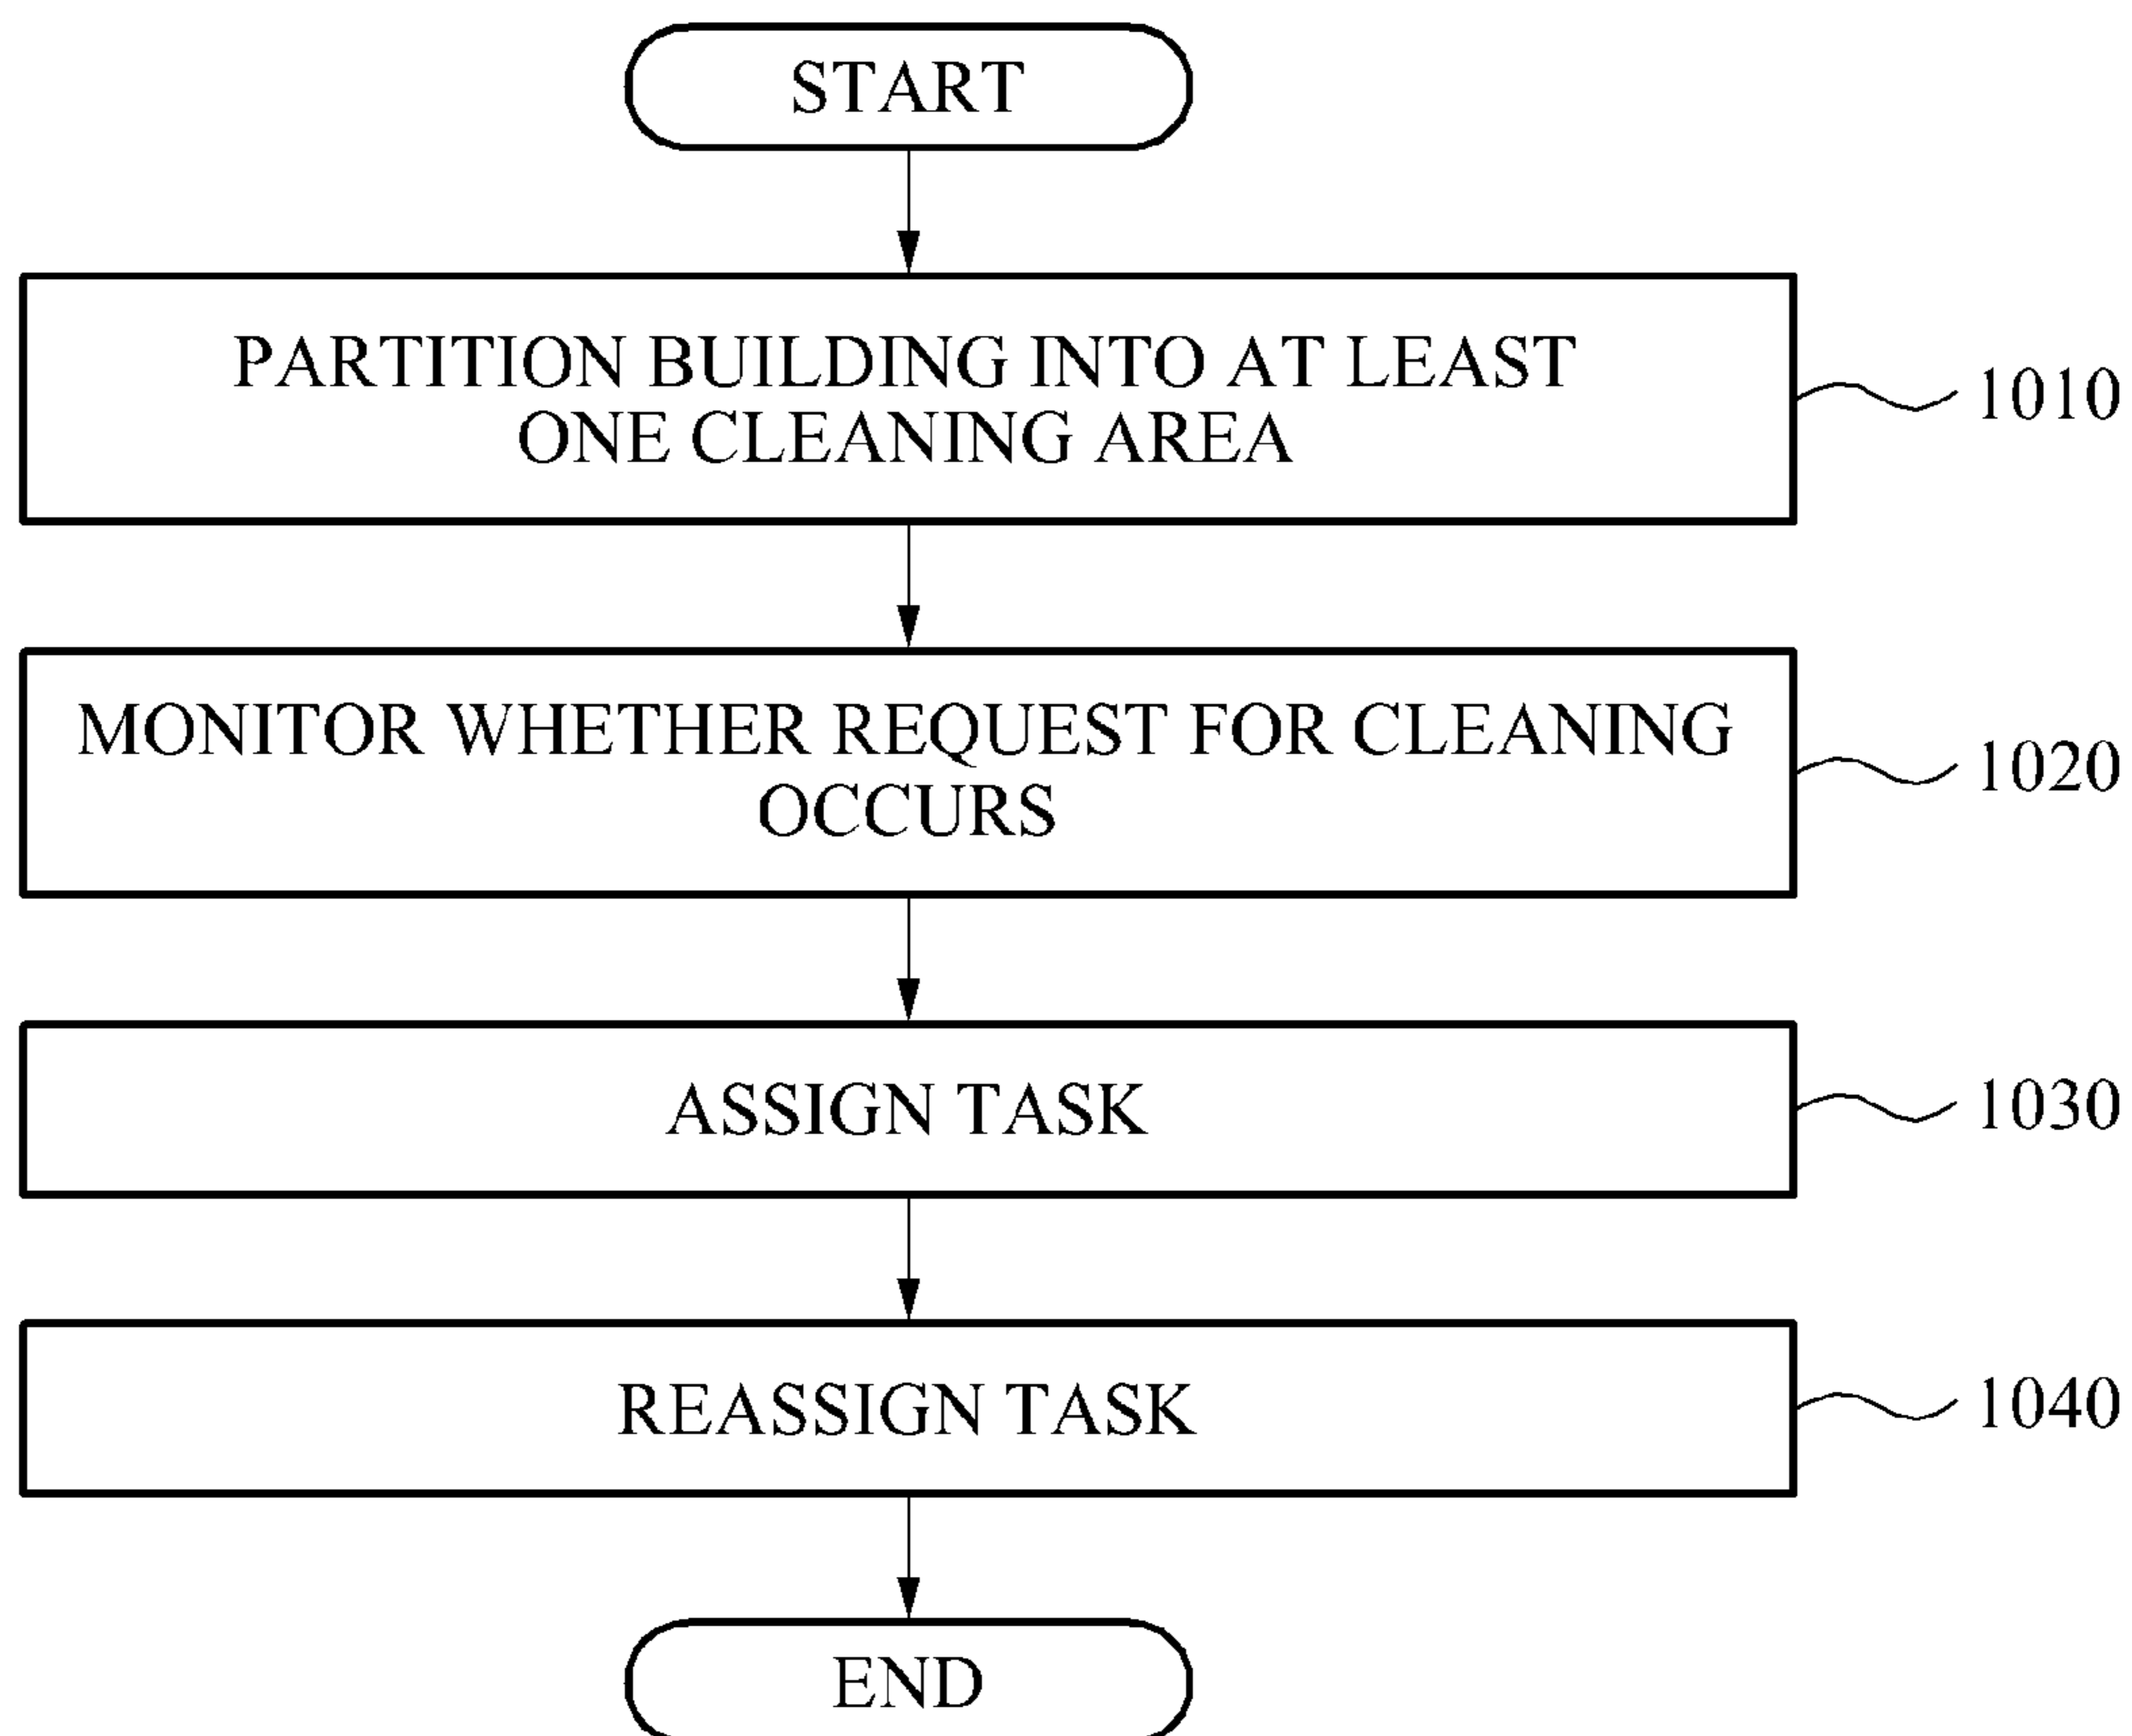 START
PARTITION BUILDING INTO AT LEAST
ONE CLEANING AREA
1010
MONITOR WHETHER REQUEST FOR CLEANING
OCCURS
1020
ASSIGN TASK
1030
REASSIGN TASK
1040
END